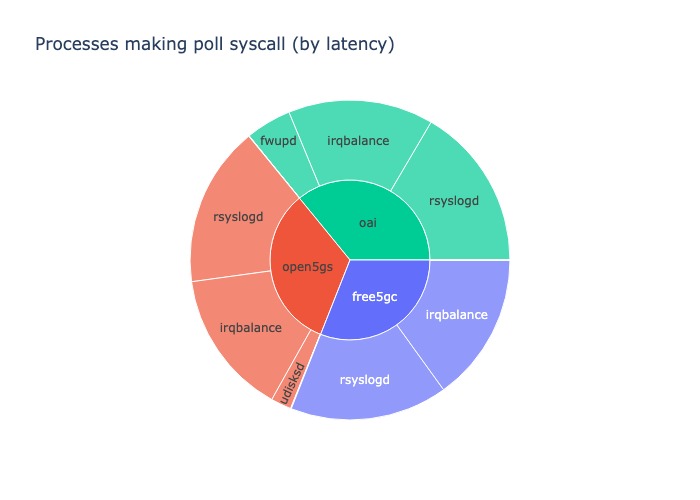 Processes making poll syscall (by latency)
fwupd
irqbalance
rsyslogd
rsyslogd
oai
open5gs
free5gc
irqbalance
irqbalance
udisksd
rsyslogd